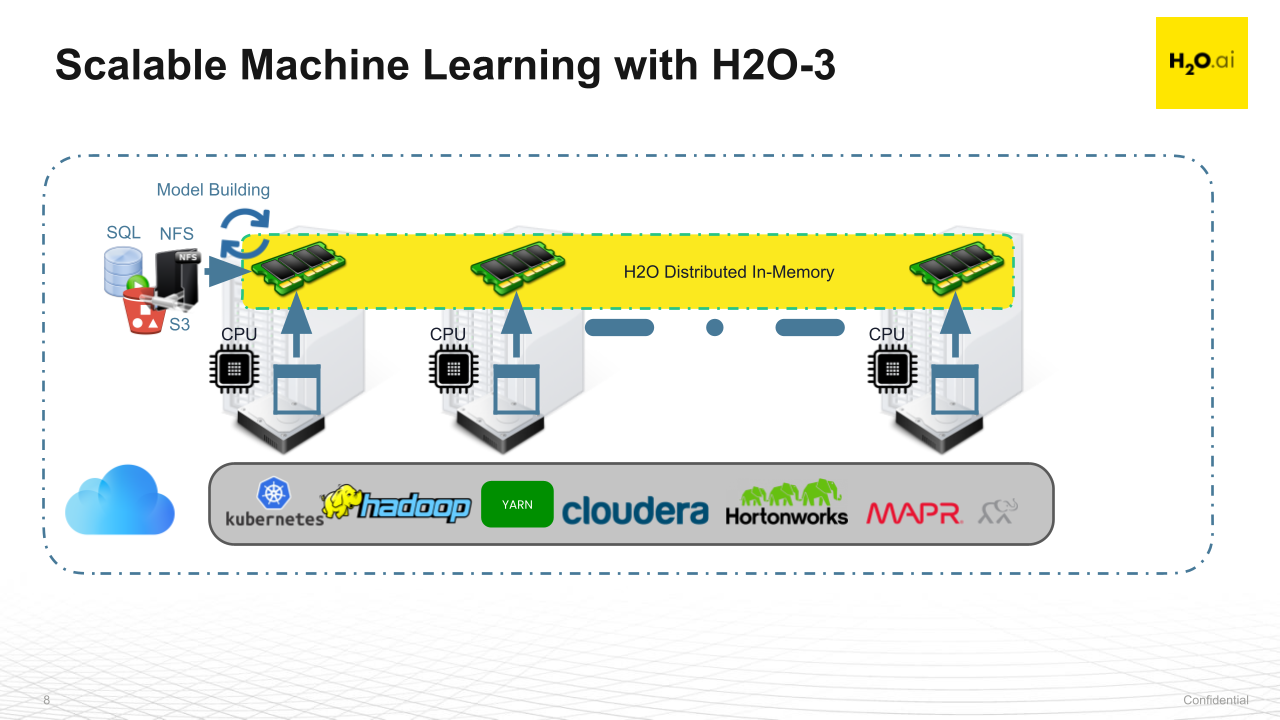 Scalable Machine Learning with H2O-3
H2O.ai
Model Building
SQL
NFS
NFS
S3
H2O Distributed In-Memory
CPU
CPU
CPU
kubernetes
hadoop
YARN
cloudera
Hortonworks
MAPR
8
Confidential